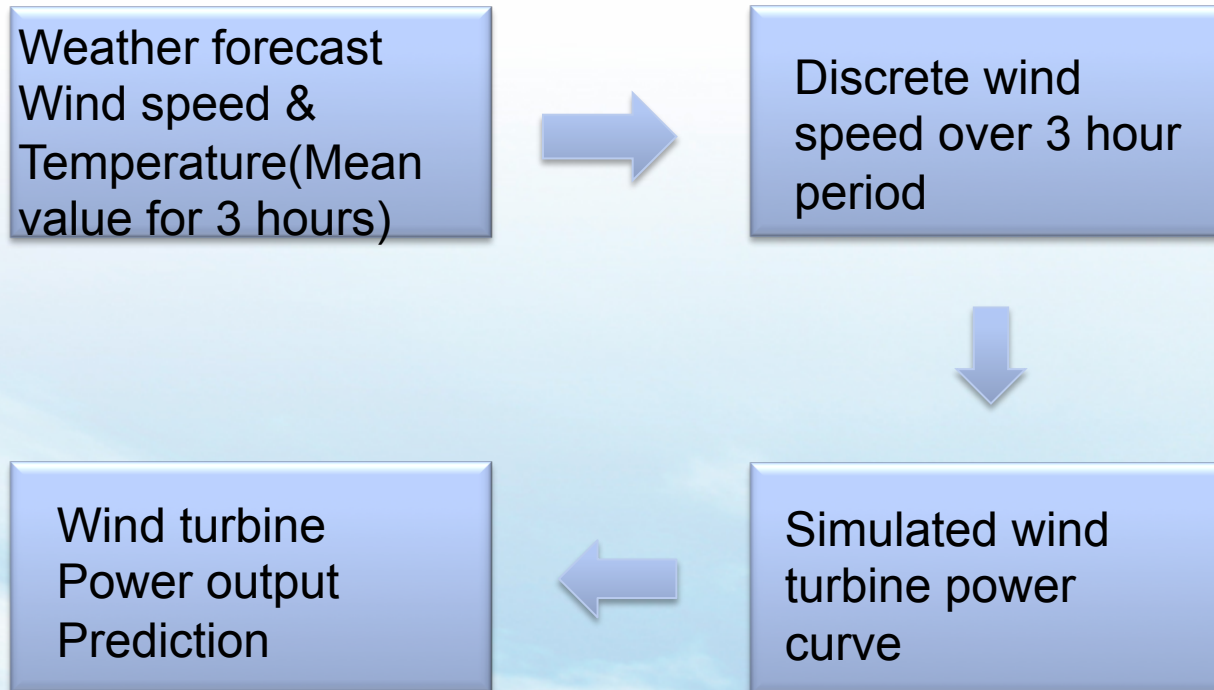 Weather forecast
Wind speed &
Temperature(Mean
value for 3 hours)
Discrete wind
speed over 3 hour
period
Simulated wind
turbine power
curve
Wind turbine
Power output
Prediction